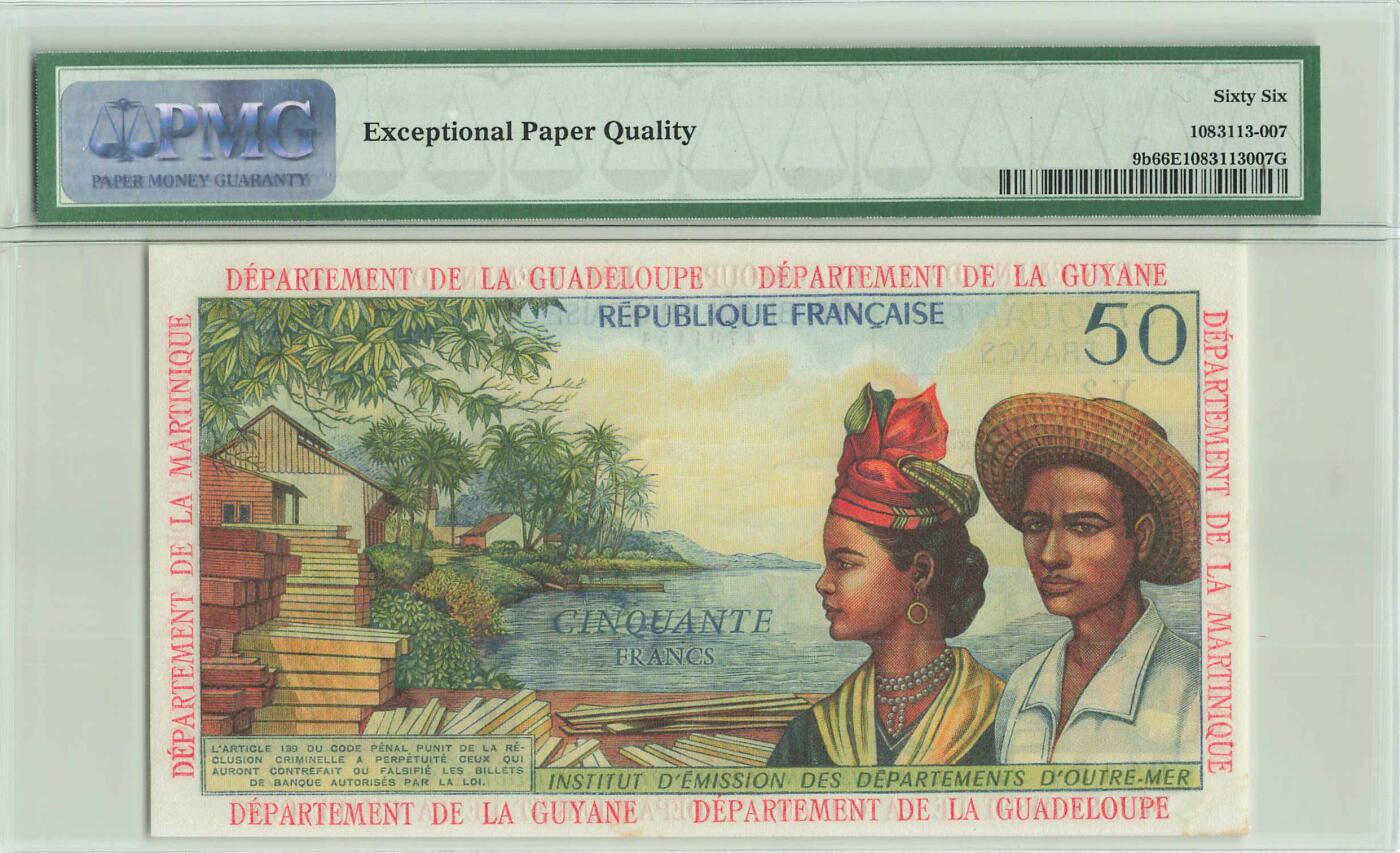 PMG
PAPER MONEY GUARANTY
Exceptional Paper Quality
Sixty Six
1083113-007
9b66E1083113007G
DÉPARTEMENT DE LA GUADELOUPE DÉPARTEMENT DE LA GUYANE
DÉPARTEMENT DE LA MARTINIQUE
RÉPUBLIQUE FRANÇAISE
50
DÉPARTEMENT DE LA MARTINIQUE
CINQUANTE
FRANCS
L'ARTICLE 139 DU CODE PÉNAL PUNIT DE LA RÉ-
CLUSION CRIMINELLE A PERPÉTUITÉ CEUX QUI
AURONT CONTREFAIT OU FALSIFIÉ LES BILLETS
DE BANQUE AUTORISÉS PAR LA LOI.
INSTITUT D'ÉMISSION DES DÉPARTEMENTS D'OUTRE-MER
DÉPARTEMENT DE LA GUYANE DÉPARTEMENT DE LA GUADELOUPE